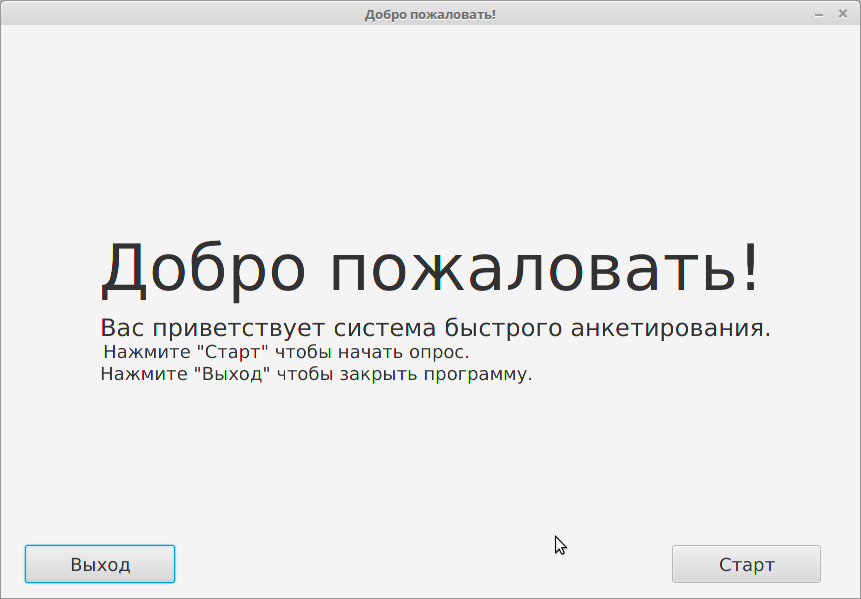 Добро пожаловать!
Добро пожаловать!
Вас приветствует система быстрого анкетирования.
Нажмите "Старт" чтобы начать опрос.
Нажмите "Выход" чтобы закрыть программу.
Выход
Старт